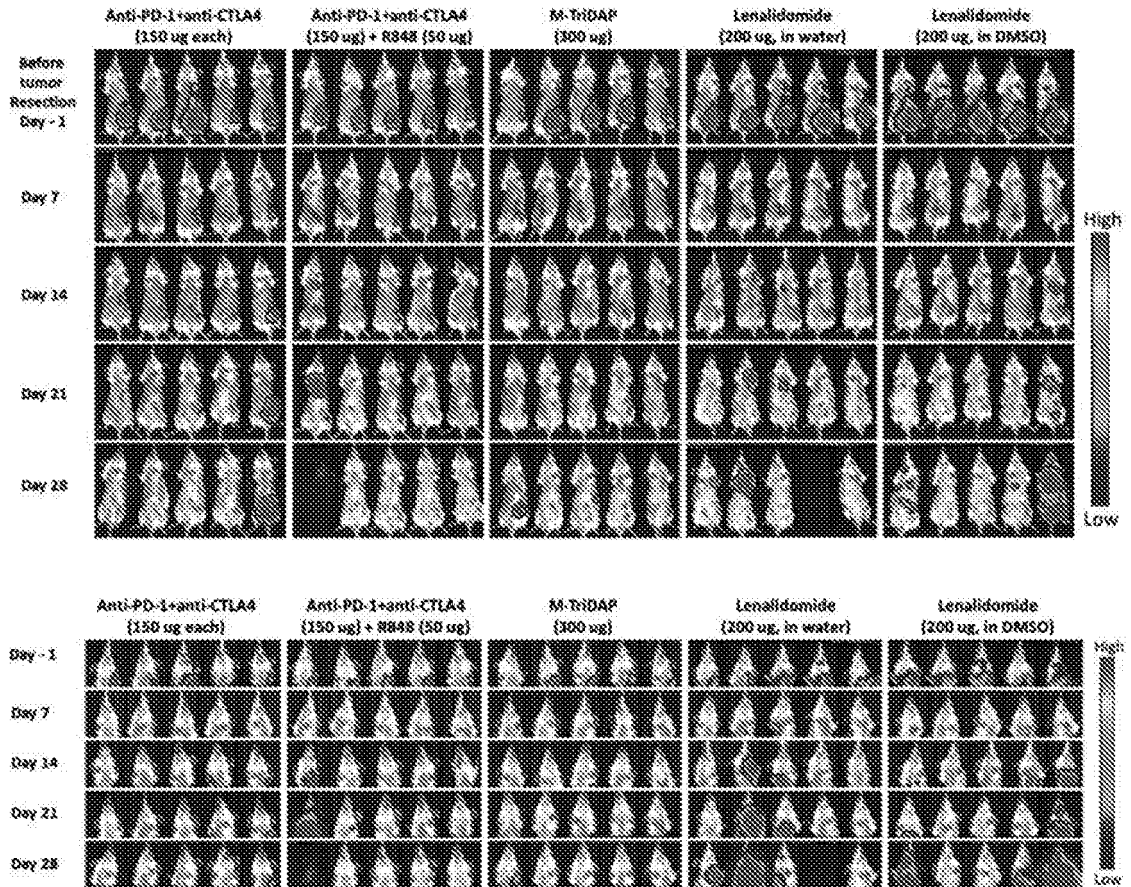 Anti-PD-1+anti-CTLA4
(150 ug each)
Anti-PD-1+anti-CTLA4
(150 ug) + R848 (50 ug)
M-TriDAP
(300 ug)
Lenalidomide
(200 ug, in water)
Lenalidomide
(200 ug, in DMSO)
Before
tumor
Resection
Day - 1
Day 7
Day 14
Day 21
Day 28
High
Low
Anti-PD-1+anti-CTLA4
(150 ug each)
Anti-PD-1+anti-CTLA4
(150 ug) + R848 (50 ug)
M-TriDAP
(300 ug)
Lenalidomide
(200 ug, in water)
Lenalidomide
(200 ug, in DMSO)
Day - 1
Day 7
Day 14
Day 21
Day 28
High
Low